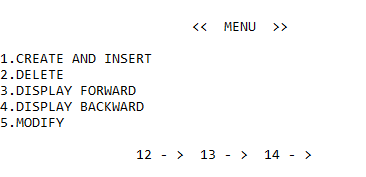 << MENU >>
1.CREATE AND INSERT
2.DELETE
3.DISPLAY FORWARD
4.DISPLAY BACKWARD
5.MODIFY
12 - > 13 - > 14 - >